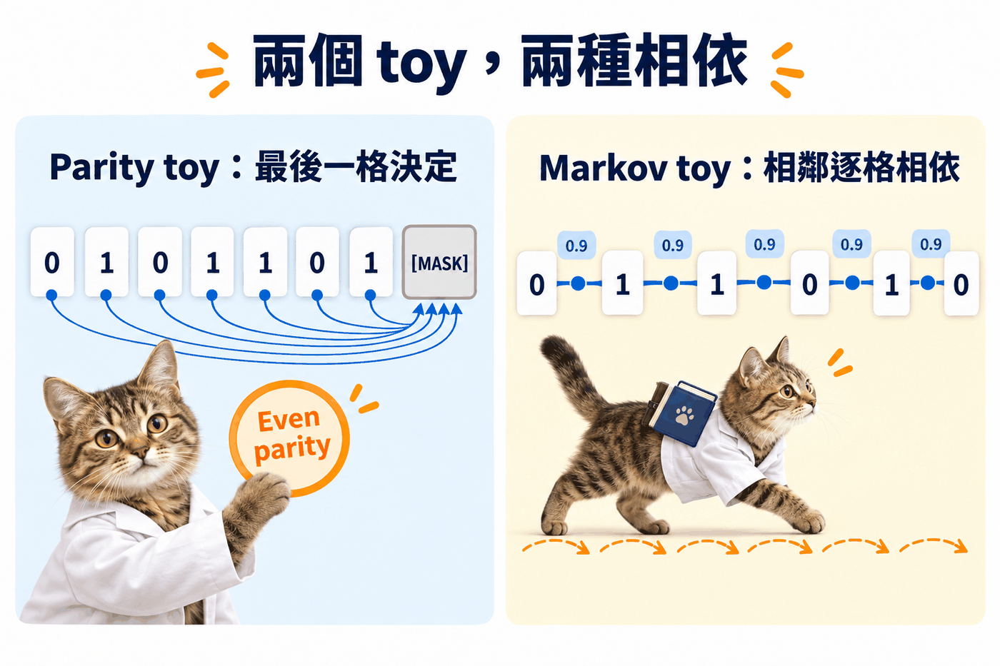 兩個 toy，兩種相依
Parity toy：最後一格決定
0 1 0 1 1 0 1 [MASK]
Even
parity
Markov toy：相鄰逐格相依
0.9 0.9 0.9 0.9 0.9
0 1 1 0 1 0